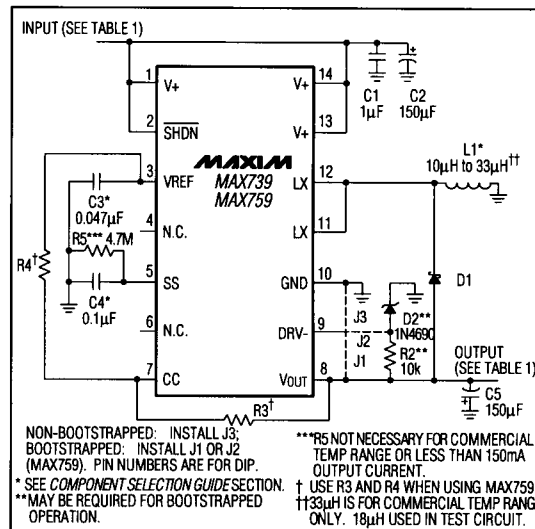 INPUT (SEE TABLE 1)
1 V+
V+ 14
C1
1µF
+
C2
150µF
2 SHDN
V+ 13
MAXIM
MAX739
MAX759
L1*
10µH to 33µH††
3 VREF
LX 12
C3*
0.047µF
4 N.C.
LX 11
R5*** 4.7M
R4†
5 SS
GND 10
D1
C4*
0.1µF
J3
D2**
1N4690
6 N.C.
DRV- 9
J2
R2**
10k
J1
OUTPUT
(SEE TABLE 1)
7 CC
VOUT 8
C5
150µF
+
R3†
NON-BOOTSTRAPPED: INSTALL J3;
BOOTSTRAPPED: INSTALL J1 OR J2
(MAX759). PIN NUMBERS ARE FOR DIP.
* SEE COMPONENT SELECTION GUIDE SECTION.
**MAY BE REQUIRED FOR BOOTSTRAPPED
OPERATION.
***R5 NOT NECESSARY FOR COMMERCIAL
TEMP RANGE OR LESS THAN 150mA
OUTPUT CURRENT.
† USE R3 AND R4 WHEN USING MAX759
††33µH IS FOR COMMERCIAL TEMP RANG
ONLY. 18µH USED IN TEST CIRCUIT.